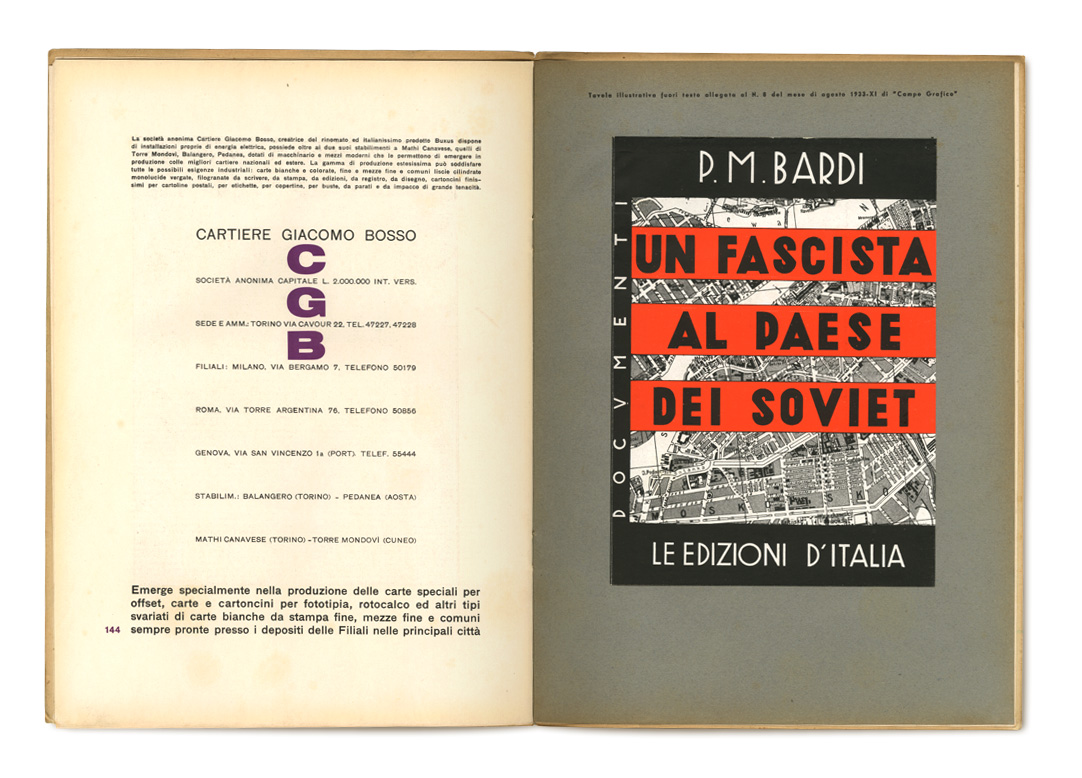 La società anonima Cartiere Giacomo Bosso, creatrice del rinomato ed italianissimo prodotto Buxus dispone
di installazioni proprie di energia elettrica, possiede oltre ai due suoi stabilimenti a Mathi Canavese, quelli di
Torre Mondovì, Balangero, Pedanea, dotati di macchinario e mezzi moderni che le permettono di emergere in
produzione colle migliori cartiere nazionali ed estere. La gamma di produzione estesissima può soddisfare
tutte le possibili esigenze industriali: carte bianche e colorate, fine e mezze fine e comuni liscie cilindrate
monolucide vergate, filogranate da scrivere, da stampa, da edizioni, da registro, da disegno, cartoncini finis-
simi per cartoline postali, per etichette, per copertine, per buste, da parati e da impacco di grande tenacità.
CARTIERE GIACOMO BOSSO
C
SOCIETÀ ANONIMA CAPITALE L. 2.000.000 INT. VERS.
G
SEDE E AMM.: TORINO VIA CAVOUR 22, TEL. 47227, 47228
B
FILIALI: MILANO, VIA BERGAMO 7, TELEFONO 50179
ROMA, VIA TORRE ARGENTINA 76, TELEFONO 50856
GENOVA, VIA SAN VINCENZO 1a (PORT). TELEF. 55444
STABILIM.: BALANGERO (TORINO) - PEDANEA (AOSTA)
MATHI CANAVESE (TORINO) - TORRE MONDOVÌ (CUNEO)
Emerge specialmente nella produzione delle carte speciali per
offset, carte e cartoncini per fototipia, rotocalco ed altri tipi
svariati di carte bianche da stampa fine, mezze fine e comuni
144 sempre pronte presso i depositi delle Filiali nelle principali città
Tavola illustrativa fuori testo allegata al N. 8 del mese di agosto 1933-XI di "Campo Grafico"
P. M. BARDI
DOCVMENTI
UN FASCISTA
AL PAESE
DEI SOVIET
LE EDIZIONI D'ITALIA